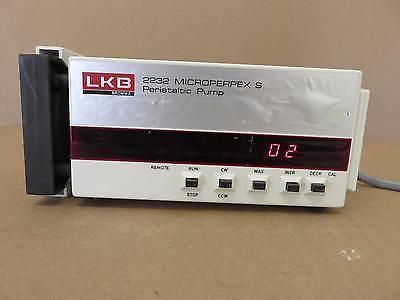 LKB
BROMMA
2232 MICROPERPEX S
Peristaltic Pump
02
REMOTE RUN CW MAX INCR DECR CAL
STOP CCW